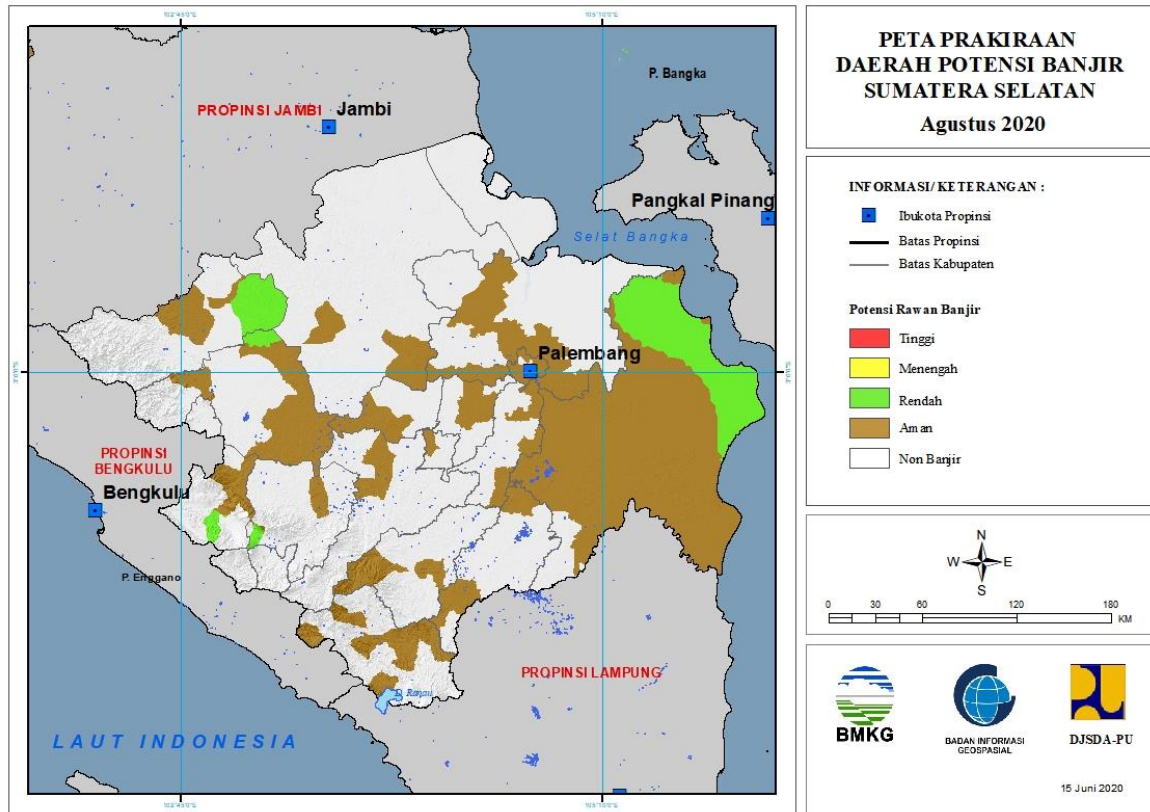 PETA PRAKIRAAN
DAERAH POTENSI BANJIR
SUMATERA SELATAN
Agustus 2020
INFORMASI/ KETERANGAN :
Ibukota Propinsi
Batas Propinsi
Batas Kabupaten
Potensi Rawan Banjir
Tinggi
Menengah
Rendah
Aman
Non Banjir
N
W E
S
0 30 60 120 180
KM
BMKG
BADAN INFORMASI
GEOSPASIAL
DJSDA-PU
15 Juni 2020
P. Bangka
PROPINSI JAMBI
Jambi
Pangkal Pinang
Selat Bangka
Palembang
PROPINSI
BENGKULU
Bengkulu
P. Enggano
PROPINSI LAMPUNG
D. Ranau
LAUT INDONESIA